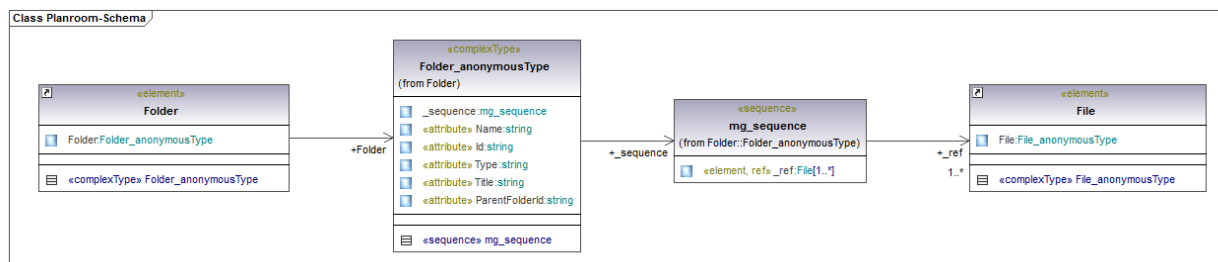 Class Planroom-Schema
«element»
Folder
Folder:Folder_anonymousType
«complexType» Folder_anonymousType
+Folder
«complexType»
Folder_anonymousType
(from Folder)
_sequence:mg_sequence
«attribute» Name:string
«attribute» Id:string
«attribute» Type:string
«attribute» Title:string
«attribute» ParentFolderId:string
«sequence» mg_sequence
+_sequence
«sequence»
mg_sequence
(from Folder::Folder_anonymousType)
«element, ref» _ref:File[1..*]
+_ref
1..*
«element»
File
File:File_anonymousType
«complexType» File_anonymousType